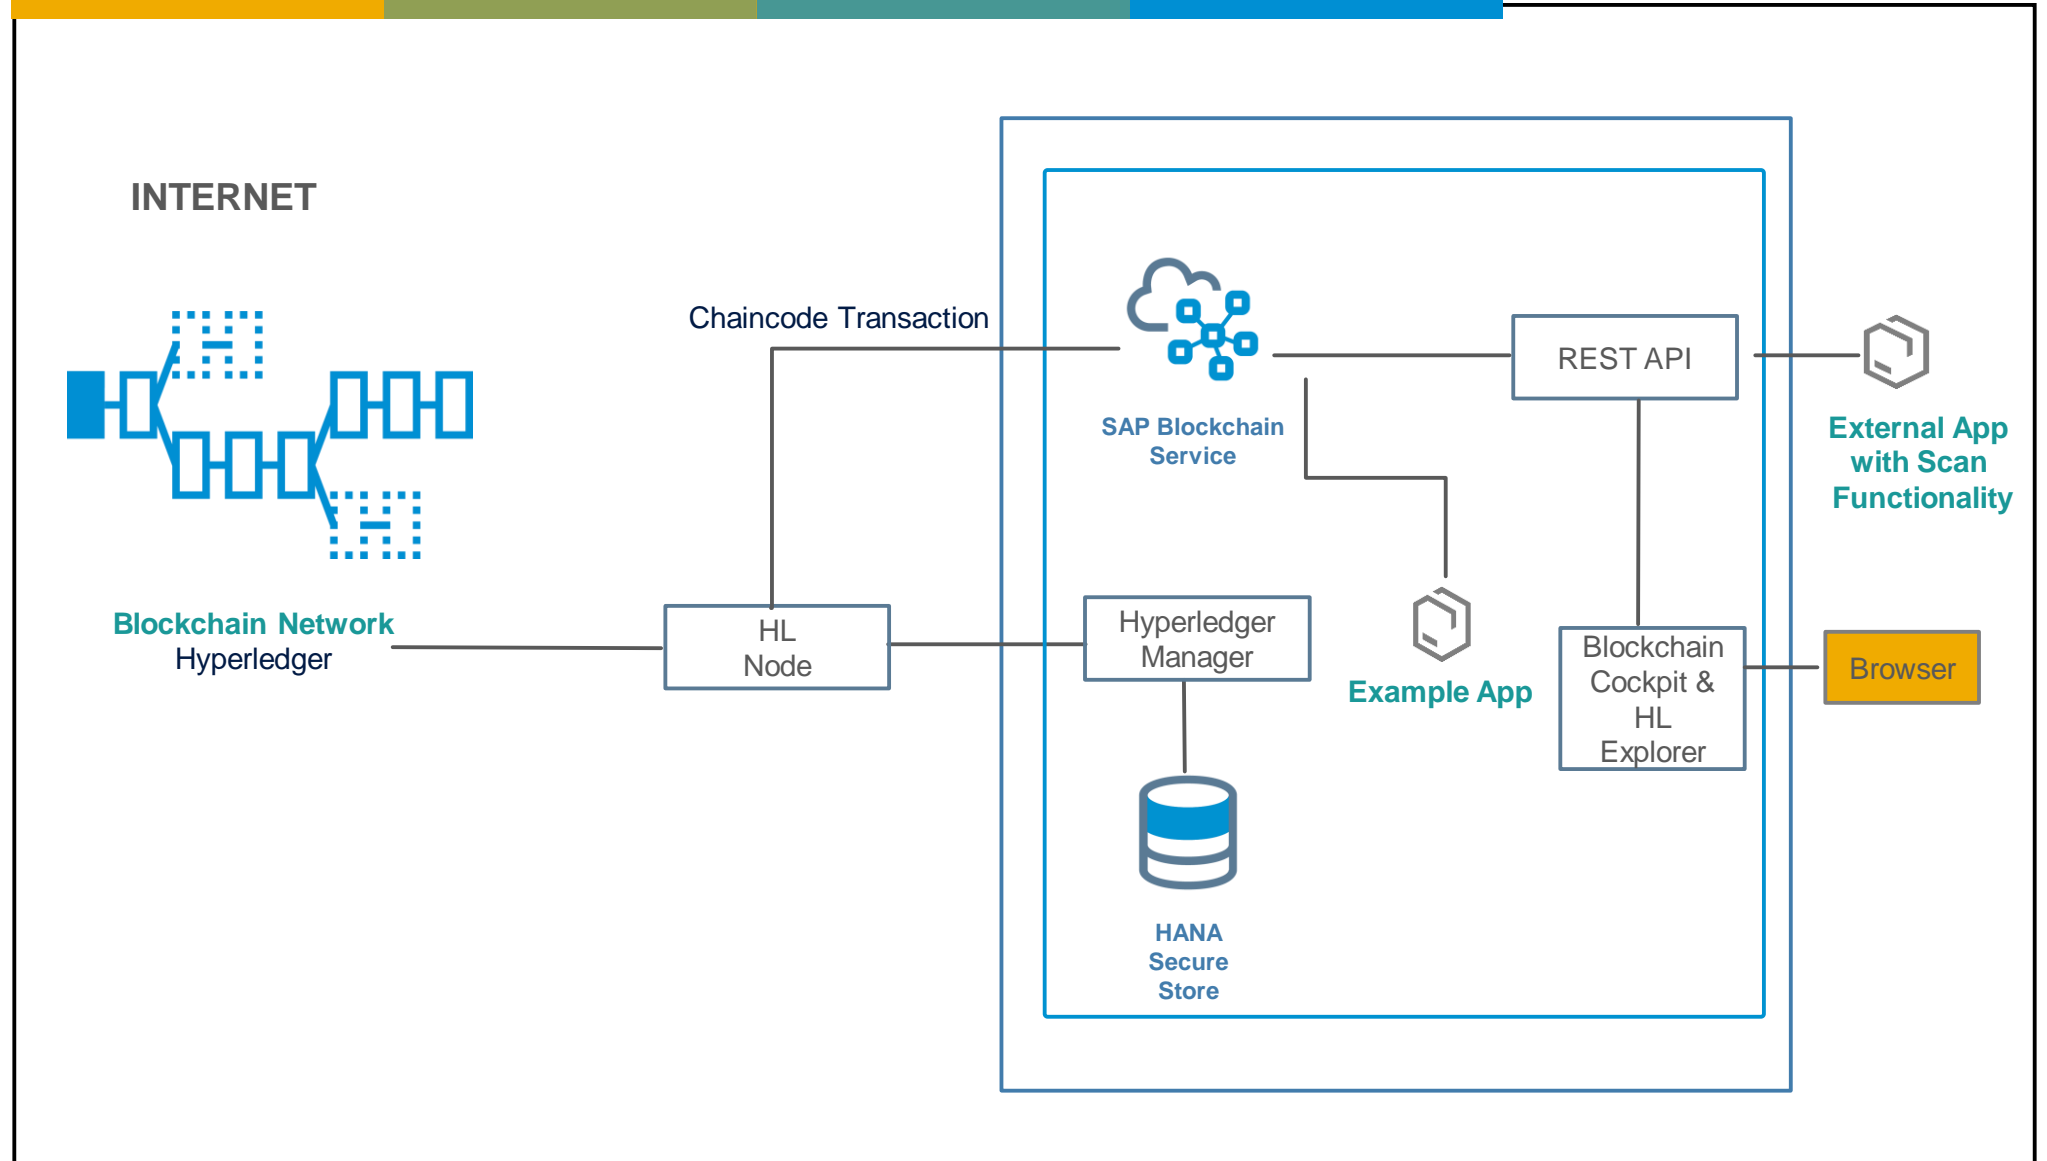 INTERNET
Chaincode Transaction
REST API
SAP Blockchain
Service
External App
with Scan
Functionality
Blockchain Network
Hyperledger
HL
Node
Hyperledger
Manager
Example App
Blockchain
Cockpit &
HL
Explorer
Browser
HANA
Secure
Store